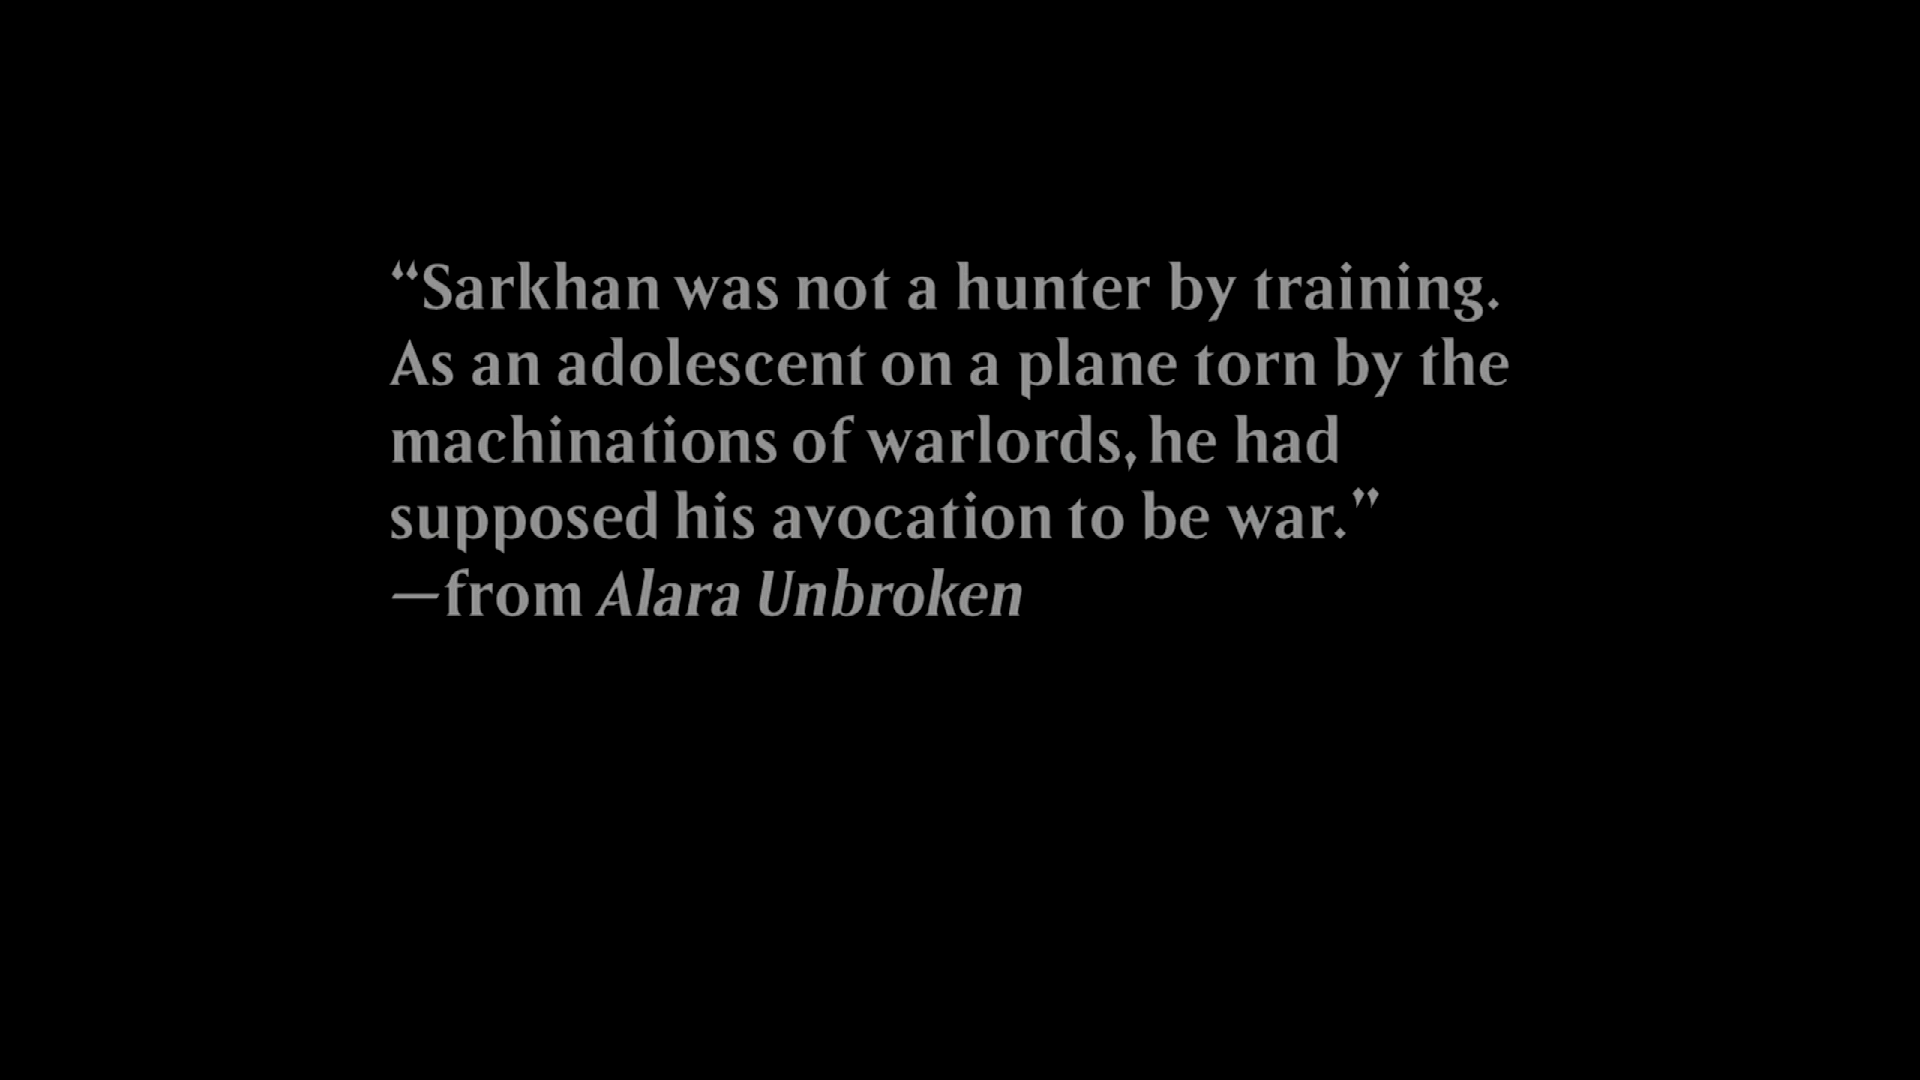 “Sarkhan was not a hunter by training.
As an adolescent on a plane torn by the
machinations of warlords, he had
supposed his avocation to be war.”
—from Alara Unbroken